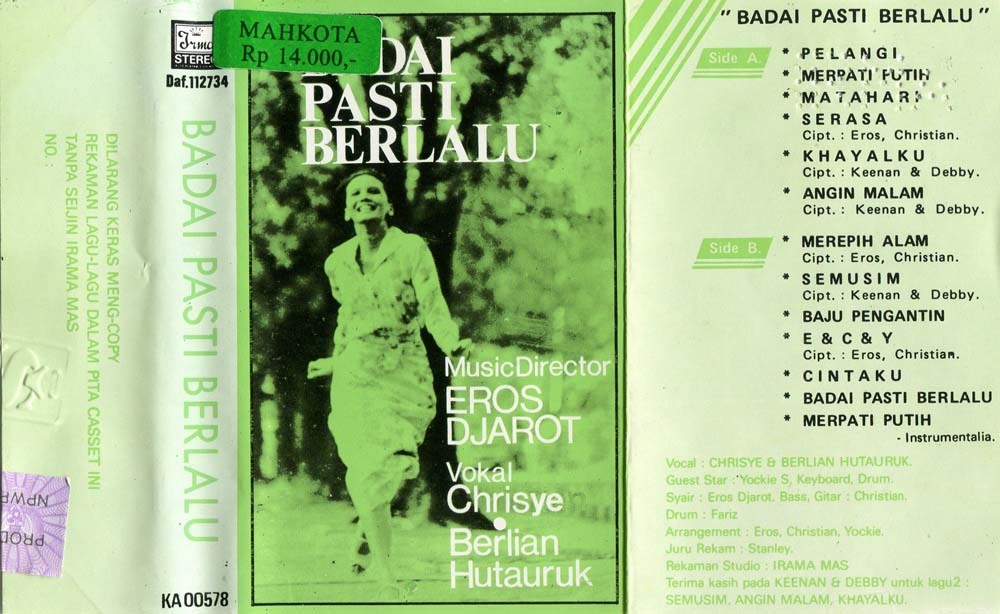 DILARANG KERAS MENG-COPY
REKAMAN LAGU-LAGU DALAM PITA CASSET INI
TANPA SEIJIN IRAMA MAS
NO. :
Irma
STEREO
Daf.112734
BADAI PASTI BERLALU
KA 00578
MAHKOTA
Rp 14.000,-
BADAI
PASTI
BERLALU
Music Director
EROS
DJAROT
Vokal
Chrisye
•
Berlian
Hutauruk
" BADAI PASTI BERLALU "
Side A.
* PELANGI
* MERPATI PUTIH
* MATAHARI
* SERASA
Cipt. : Eros, Christian.
* KHAYALKU
Cipt. : Keenan & Debby.
ANGIN MALAM
Cipt. : Keenan & Debby.
Side B.
* MEREPIH ALAM
Cipt. : Eros, Christian.
* SEMUSIM
Cipt. : Keenan & Debby.
* BAJU PENGANTIN
* E & C & Y
Cipt. : Eros, Christian.
* CINTAKU
* BADAI PASTI BERLALU
* MERPATI PUTIH
- Instrumentalia.
Vocal : CHRISYE & BERLIAN HUTAURUK.
Guest Star : Yockie S, Keyboard, Drum.
Syair : Eros Djarot. Bass, Gitar : Christian.
Drum : Fariz
Arrangement : Eros, Christian, Yockie.
Juru Rekam : Stanley.
Rekaman Studio : IRAMA MAS
Terima kasih pada KEENAN & DEBBY untuk lagu2 :
SEMUSIM, ANGIN MALAM, KHAYALKU.